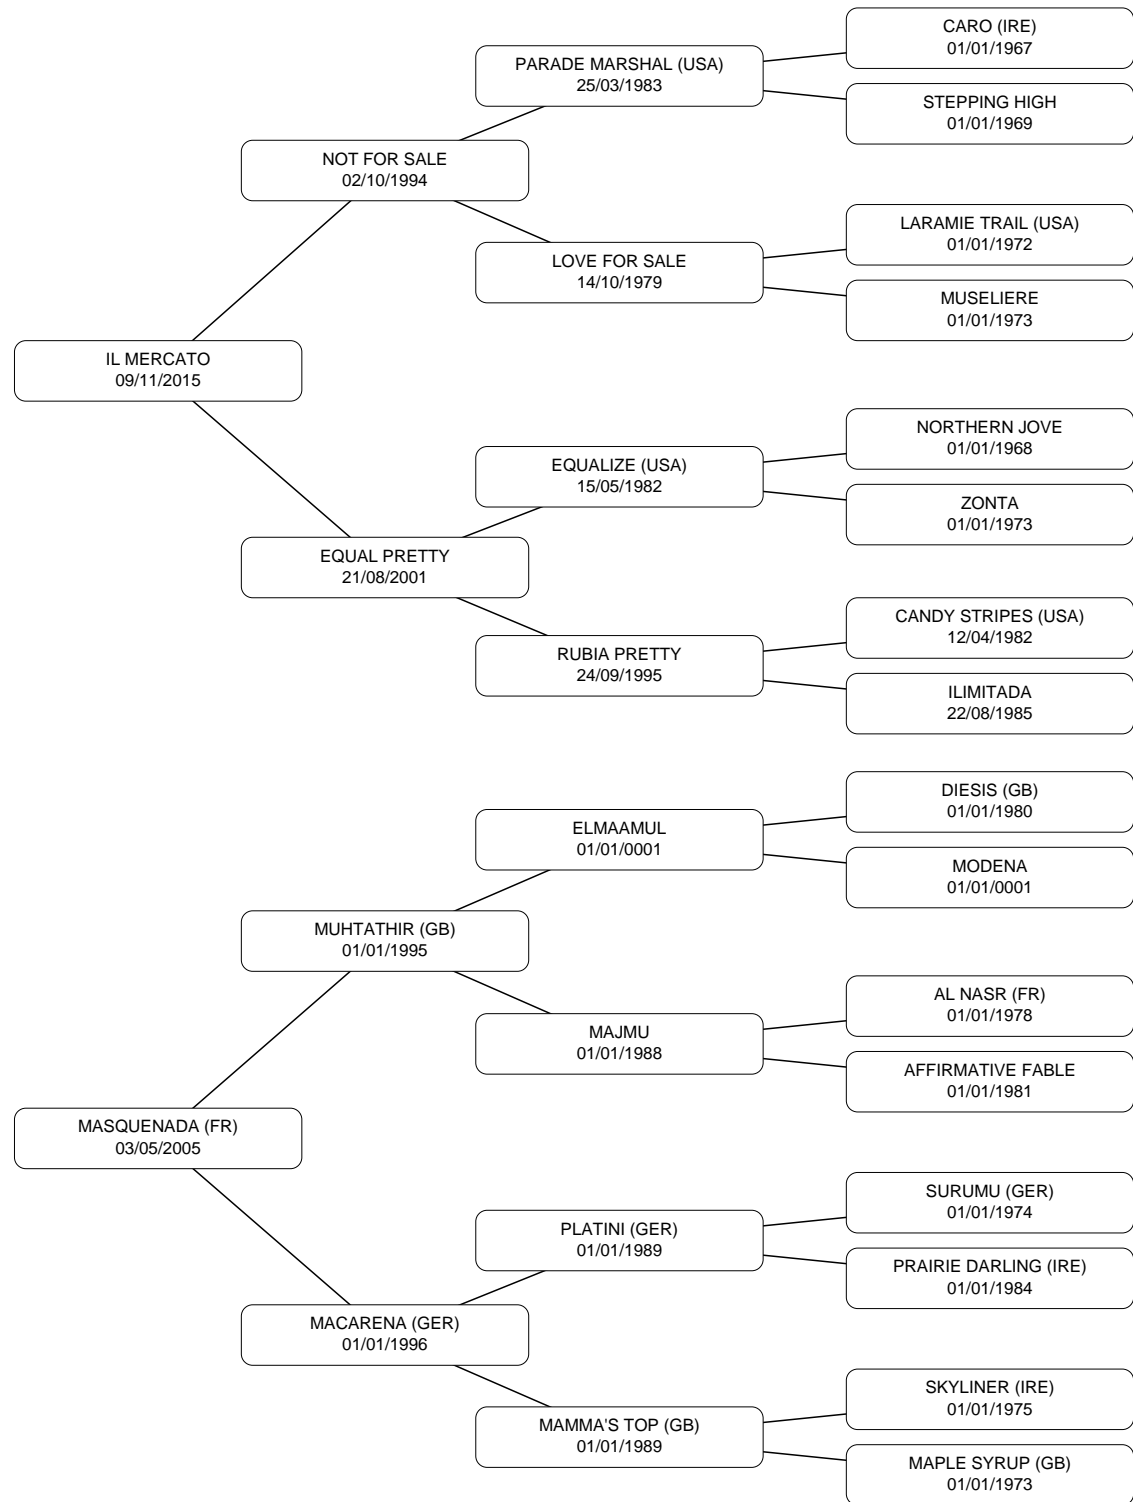 CARO (IRE)
01/01/1967
PARADE MARSHAL (USA)
25/03/1983
STEPPING HIGH
01/01/1969
NOT FOR SALE
02/10/1994
LARAMIE TRAIL (USA)
01/01/1972
LOVE FOR SALE
14/10/1979
MUSELIERE
01/01/1973
IL MERCATO
09/11/2015
NORTHERN JOVE
01/01/1968
EQUALIZE (USA)
15/05/1982
ZONTA
01/01/1973
EQUAL PRETTY
21/08/2001
CANDY STRIPES (USA)
12/04/1982
RUBIA PRETTY
24/09/1995
ILIMITADA
22/08/1985
DIESIS (GB)
01/01/1980
ELMAAMUL
01/01/0001
MODENA
01/01/0001
MUHTATHIR (GB)
01/01/1995
AL NASR (FR)
01/01/1978
MAJMU
01/01/1988
AFFIRMATIVE FABLE
01/01/1981
MASQUENADA (FR)
03/05/2005
SURUMU (GER)
01/01/1974
PLATINI (GER)
01/01/1989
PRAIRIE DARLING (IRE)
01/01/1984
MACARENA (GER)
01/01/1996
SKYLINER (IRE)
01/01/1975
MAMMA'S TOP (GB)
01/01/1989
MAPLE SYRUP (GB)
01/01/1973